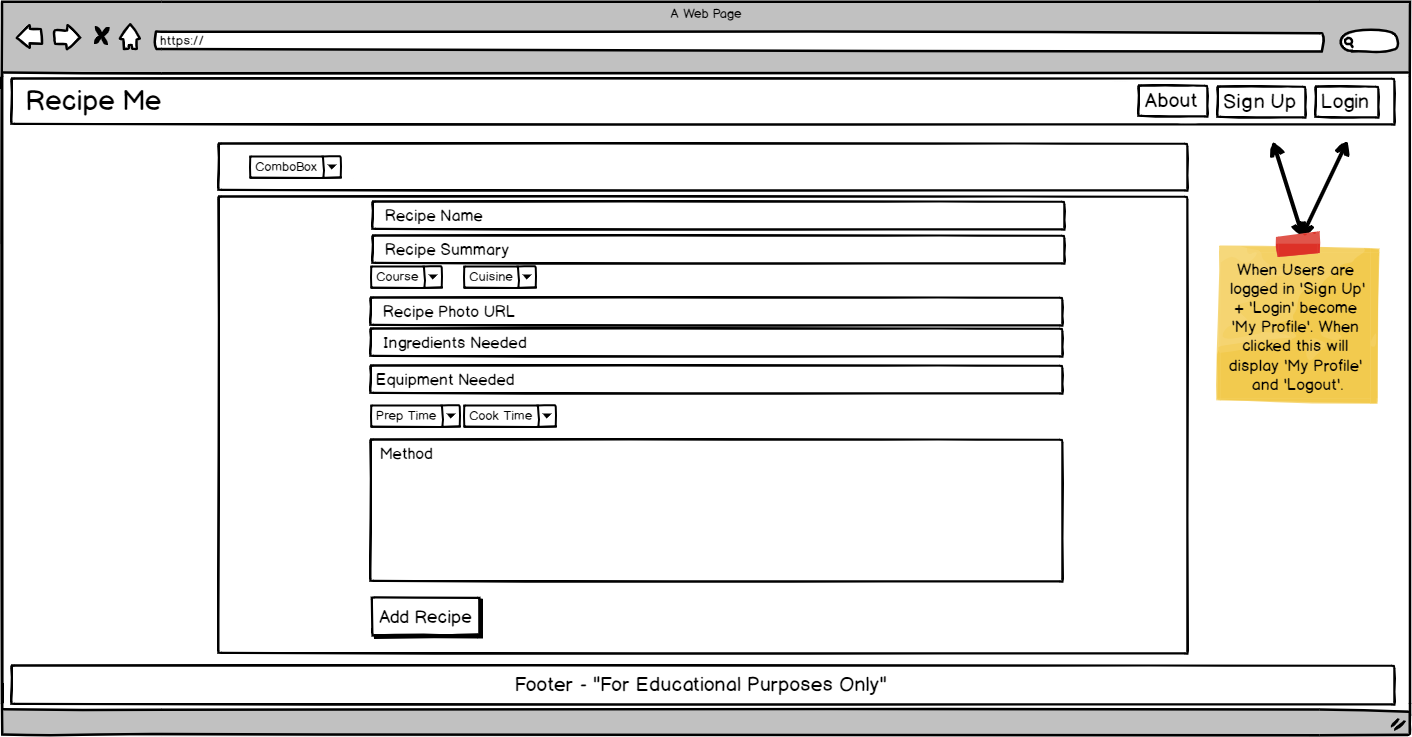 A Web Page
https://
Recipe Me
About
Sign Up
Login
ComboBox
Recipe Name
Recipe Summary
Course
Cuisine
Recipe Photo URL
Ingredients Needed
Equipment Needed
Prep Time
Cook Time
Method
Add Recipe
When Users are
logged in 'Sign Up'
+ 'Login' become
'My Profile'. When
clicked this will
display 'My Profile'
and 'Logout'.
Footer - "For Educational Purposes Only"